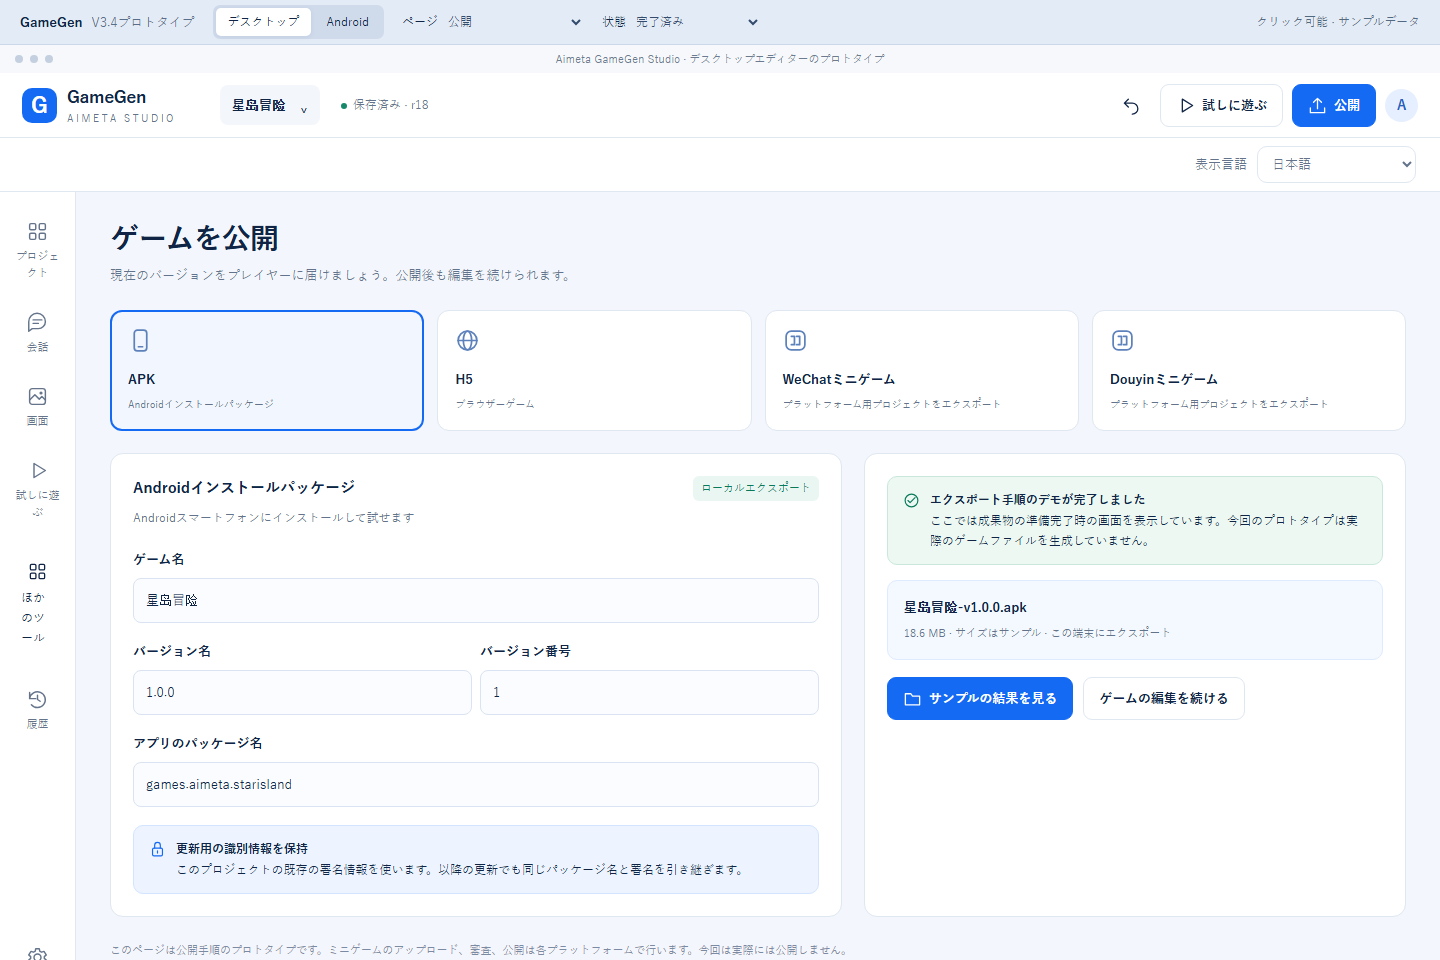 GameGen V3.4プロトタイプ デスクトップ Android ページ 公開 状態 完了済み クリック可能 · サンプルデータ
Aimeta GameGen Studio · デスクトップエディターのプロトタイプ
G GameGen
AIMETA STUDIO
星岛冒险
保存済み · r18
試しに遊ぶ
公開
A
表示言語 日本語
プロジェ
クト
会話
画面
試しに遊
ぶ
ほか
のツ
ール
履歴
ゲームを公開
現在のバージョンをプレイヤーに届けましょう。公開後も編集を続けられます。
APK
Androidインストールパッケージ
H5
ブラウザーゲーム
WeChatミニゲーム
プラットフォーム用プロジェクトをエクスポート
Douyinミニゲーム
プラットフォーム用プロジェクトをエクスポート
Androidインストールパッケージ
ローカルエクスポート
Androidスマートフォンにインストールして試せます
ゲーム名
星岛冒险
バージョン名
1.0.0
バージョン番号
1
アプリのパッケージ名
games.aimeta.starisland
更新用の識別情報を保持
このプロジェクトの既存の署名情報を使います。以降の更新でも同じパッケージ名と署名を引き継ぎます。
エクスポート手順のデモが完了しました
ここでは成果物の準備完了時の画面を表示しています。今回のプロトタイプは実
際のゲームファイルを生成していません。
星岛冒险-v1.0.0.apk
18.6 MB · サイズはサンプル · この端末にエクスポート
サンプルの結果を見る
ゲームの編集を続ける
このページは公開手順のプロトタイプです。ミニゲームのアップロード、審査、公開は各プラットフォームで行います。今回は実際には公開しません。